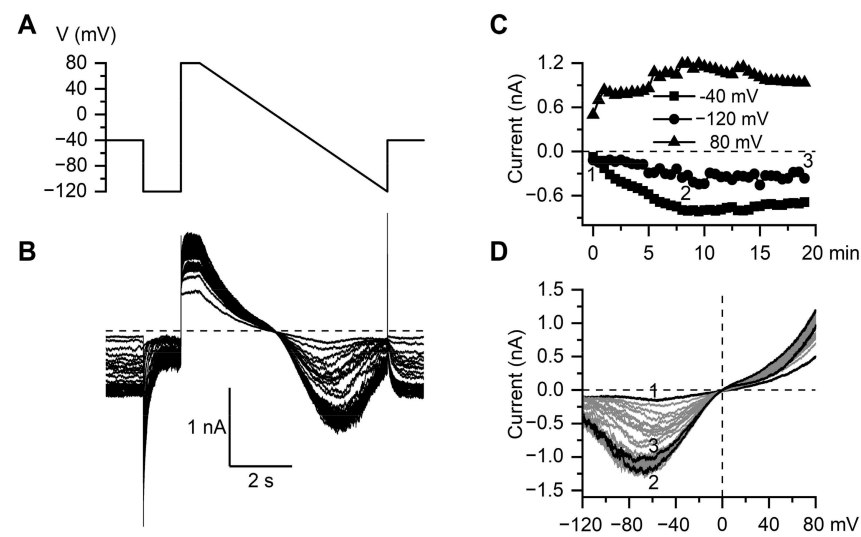 A
V (mV)
80
40
0
−40
−80
−120
B
1 nA
2 s
C
Current (nA)
1.2
0.6
0.0
−0.6
-40 mV
−120 mV
80 mV
1
2
3
0 5 10 15 20 min
D
Current (nA)
1.5
1.0
0.5
0.0
−0.5
−1.0
−1.5
1
3
2
−120 −80 −40 0 40 80 mV